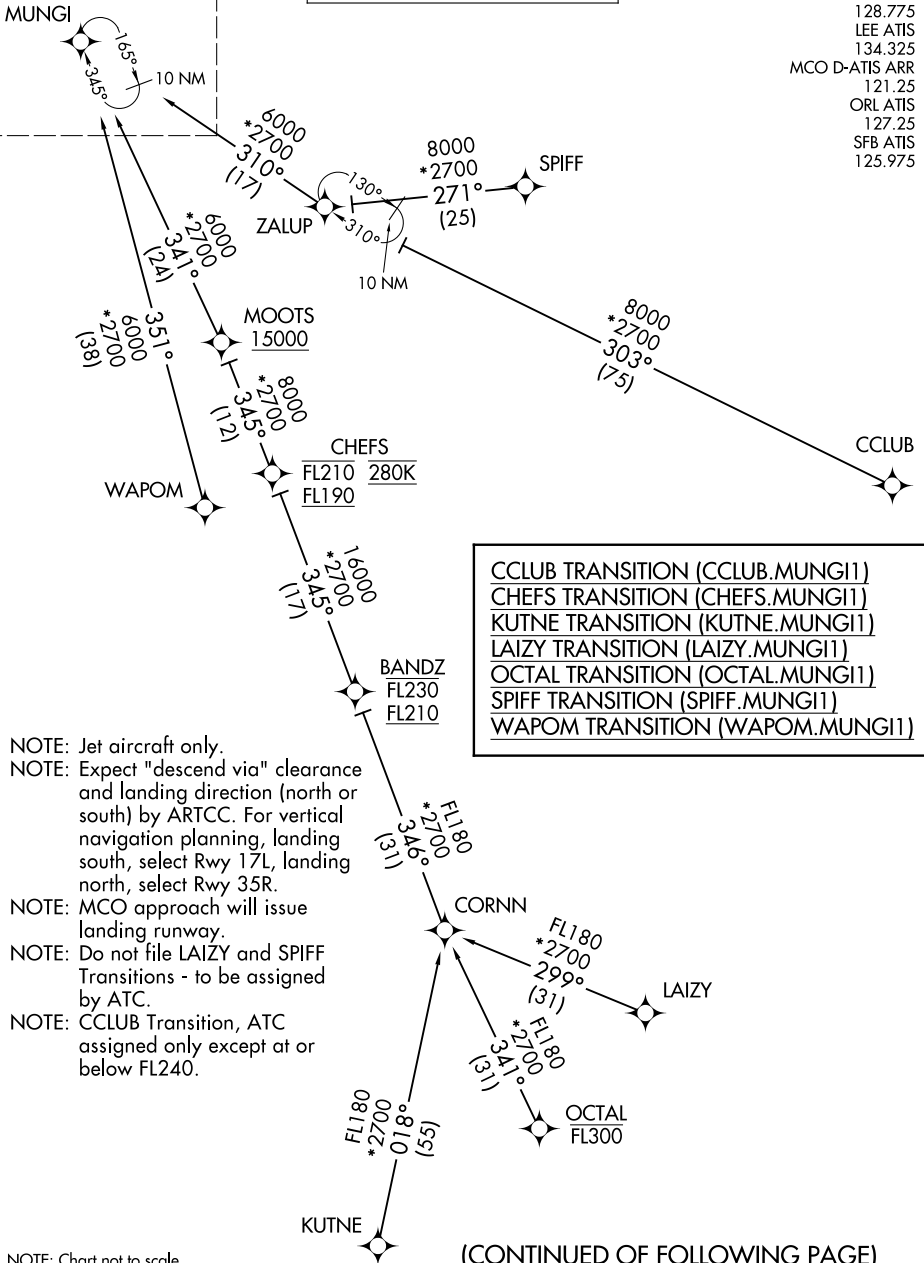 MUNGI
165°
345°
10 NM
128.775
LEE ATIS
134.325
MCO D-ATIS ARR
121.25
ORL ATIS
127.25
SFB ATIS
125.975
6000
*2700
310°
(17)
ZALUP
130°
310°
10 NM
8000
*2700
271°
(25)
SPIFF
6000
*2700
341°
(24)
6000
*2700
351°
(38)
MOOTS
15000
8000
*2700
303°
(75)
CCLUB
8000
*2700
345°
(12)
CHEFS
FL210 280K
FL190
WAPOM
16000
*2700
345°
(17)
CCLUB TRANSITION (CCLUB.MUNGI1)
CHEFS TRANSITION (CHEFS.MUNGI1)
KUTNE TRANSITION (KUTNE.MUNGI1)
LAIZY TRANSITION (LAIZY.MUNGI1)
OCTAL TRANSITION (OCTAL.MUNGI1)
SPIFF TRANSITION (SPIFF.MUNGI1)
WAPOM TRANSITION (WAPOM.MUNGI1)
BANDZ
FL230
FL210
NOTE: Jet aircraft only.
NOTE: Expect "descend via" clearance
and landing direction (north or
south) by ARTCC. For vertical
navigation planning, landing
south, select Rwy 17L, landing
north, select Rwy 35R.
NOTE: MCO approach will issue
landing runway.
NOTE: Do not file LAIZY and SPIFF
Transitions - to be assigned
by ATC.
NOTE: CCLUB Transition, ATC
assigned only except at or
below FL240.
FL180
*2700
346°
(31)
CORNN
FL180
*2700
299°
(31)
LAIZY
FL180
*2700
341°
(31)
OCTAL
FL300
FL180
*2700
018°
(55)
KUTNE
NOTE: Chart not to scale
(CONTINUED OF FOLLOWING PAGE)